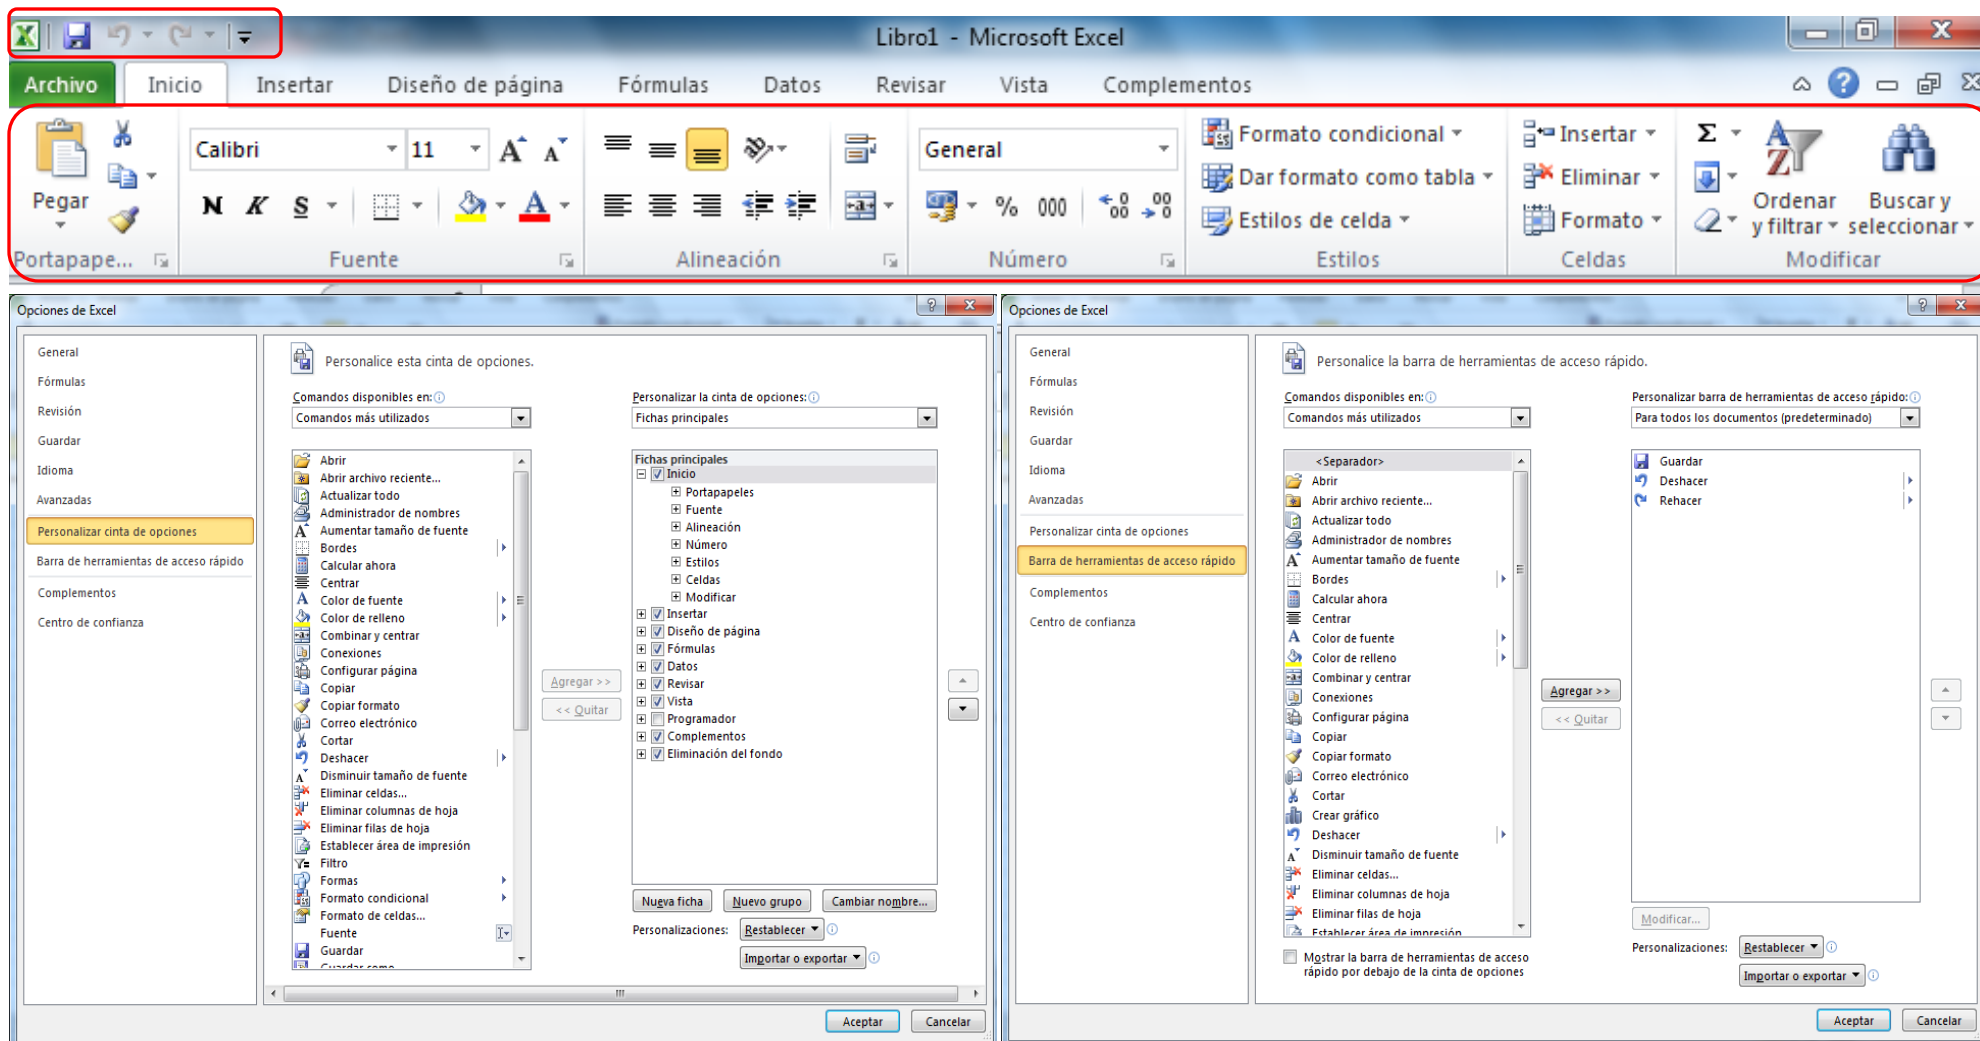 Libro1 - Microsoft Excel
Archivo Inicio Insertar Diseño de página Fórmulas Datos Revisar Vista Complementos
Pegar
Portapape...
Calibri 11
N K S
Fuente
Alineación
General
% 000
Número
Formato condicional
Dar formato como tabla
Estilos de celda
Estilos
Insertar
Eliminar
Formato
Celdas
Σ
Ordenar
y filtrar
Buscar y
seleccionar
Modificar
Opciones de Excel
General
Fórmulas
Revisión
Guardar
Idioma
Avanzadas
Personalizar cinta de opciones
Barra de herramientas de acceso rápido
Complementos
Centro de confianza
Personalice esta cinta de opciones.
Comandos disponibles en:
Comandos más utilizados
Abrir
Abrir archivo reciente...
Actualizar todo
Administrador de nombres
Aumentar tamaño de fuente
Bordes
Calcular ahora
Centrar
Color de fuente
Color de relleno
Combinar y centrar
Conexiones
Configurar página
Copiar
Copiar formato
Correo electrónico
Cortar
Deshacer
Disminuir tamaño de fuente
Eliminar celdas...
Eliminar columnas de hoja
Eliminar filas de hoja
Establecer área de impresión
Filtro
Formas
Formato condicional
Formato de celdas...
Fuente
Guardar
Guardar como
Agregar >>
<< Quitar
Personalizar la cinta de opciones:
Fichas principales
Fichas principales
Inicio
Portapapeles
Fuente
Alineación
Número
Estilos
Celdas
Modificar
Insertar
Diseño de página
Fórmulas
Datos
Revisar
Vista
Programador
Complementos
Eliminación del fondo
Nueva ficha Nuevo grupo Cambiar nombre...
Personalizaciones: Restablecer
Importar o exportar
Aceptar Cancelar
Opciones de Excel
General
Fórmulas
Revisión
Guardar
Idioma
Avanzadas
Personalizar cinta de opciones
Barra de herramientas de acceso rápido
Complementos
Centro de confianza
Personalice la barra de herramientas de acceso rápido.
Comandos disponibles en:
Comandos más utilizados
<Separador>
Abrir
Abrir archivo reciente...
Actualizar todo
Administrador de nombres
Aumentar tamaño de fuente
Bordes
Calcular ahora
Centrar
Color de fuente
Color de relleno
Combinar y centrar
Conexiones
Configurar página
Copiar
Copiar formato
Correo electrónico
Cortar
Crear gráfico
Deshacer
Disminuir tamaño de fuente
Eliminar celdas...
Eliminar columnas de hoja
Eliminar filas de hoja
Establecer área de impresión
Mostrar la barra de herramientas de acceso
rápido por debajo de la cinta de opciones
Agregar >>
<< Quitar
Personalizar barra de herramientas de acceso rápido:
Para todos los documentos (predeterminado)
Guardar
Deshacer
Rehacer
Modificar...
Personalizaciones: Restablecer
Importar o exportar
Aceptar Cancelar